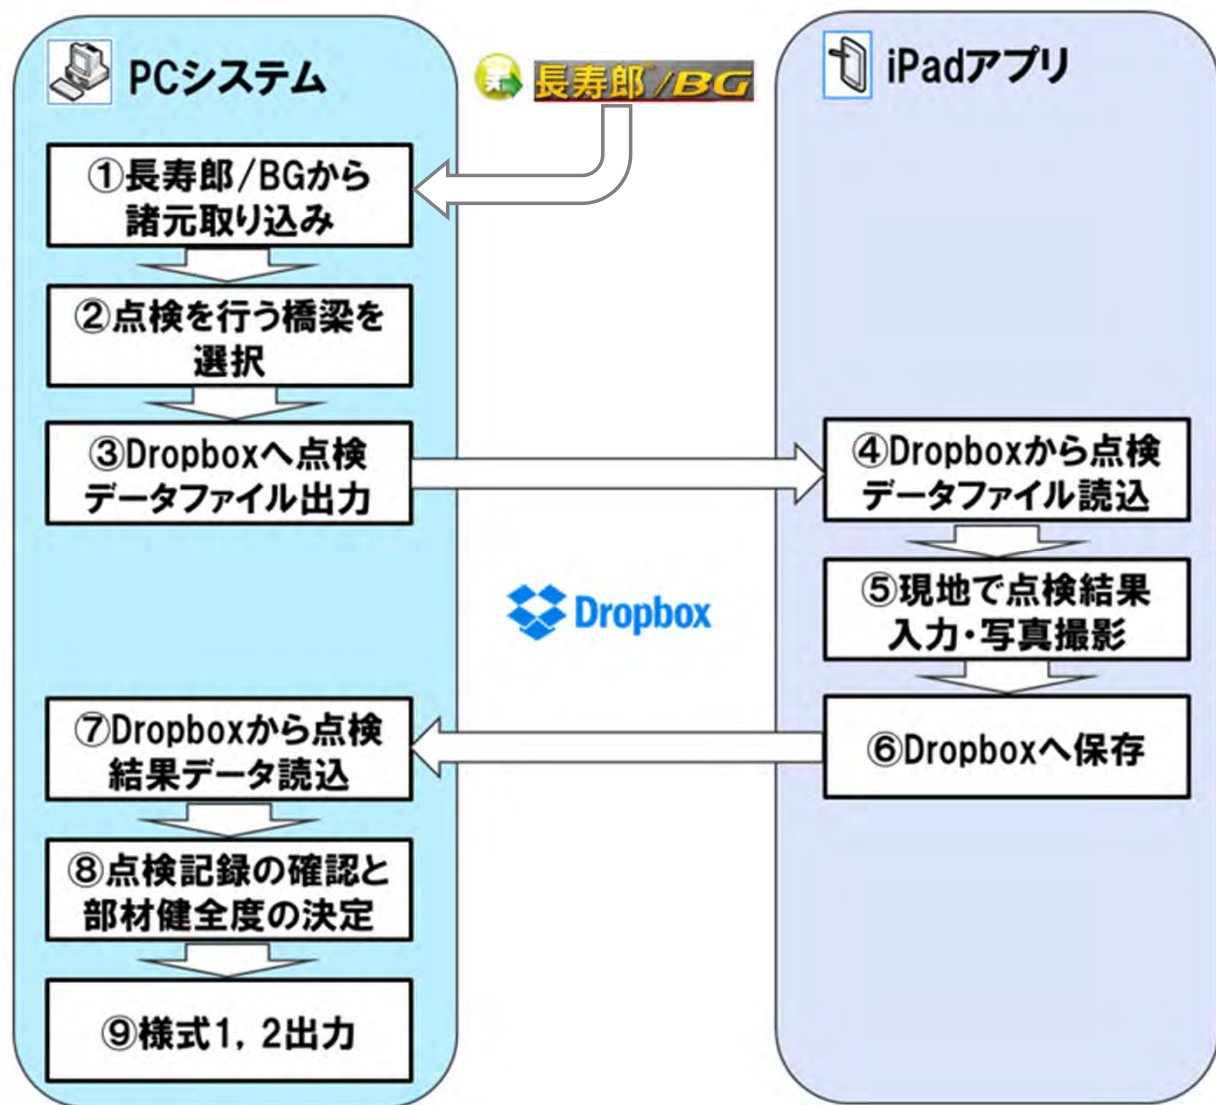 PCシステム
長寿郎/BG
iPadアプリ
①長寿郎/BGから
諸元取り込み
②点検を行う橋梁を
選択
③Dropboxへ点検
データファイル出力
④Dropboxから点検
データファイル読込
⑤現地で点検結果
入力・写真撮影
Dropbox
⑥Dropboxへ保存
⑦Dropboxから点検
結果データ読込
⑧点検記録の確認と
部材健全度の決定
⑨様式1, 2出力